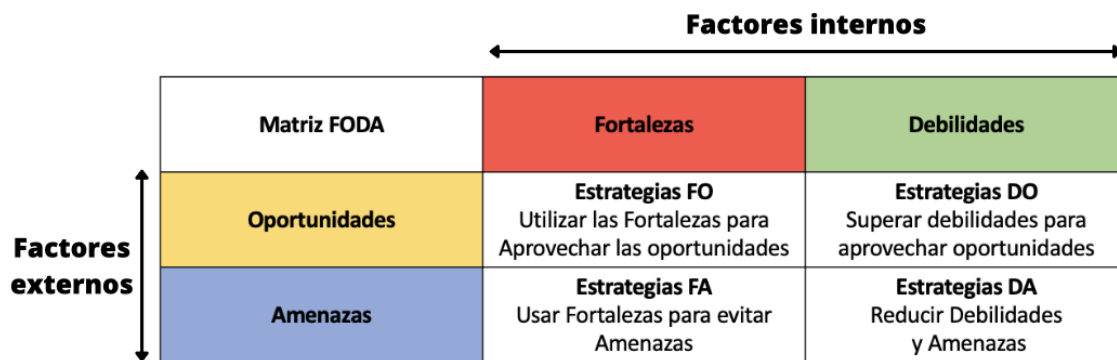 Factores internos
Matriz FODA
Fortalezas
Debilidades
Factores
externos
Oportunidades
Estrategias FO
Utilizar las Fortalezas para
Aprovechar las oportunidades
Estrategias DO
Superar debilidades para
aprovechar oportunidades
Amenazas
Estrategias FA
Usar Fortalezas para evitar
Amenazas
Estrategias DA
Reducir Debilidades
y Amenazas